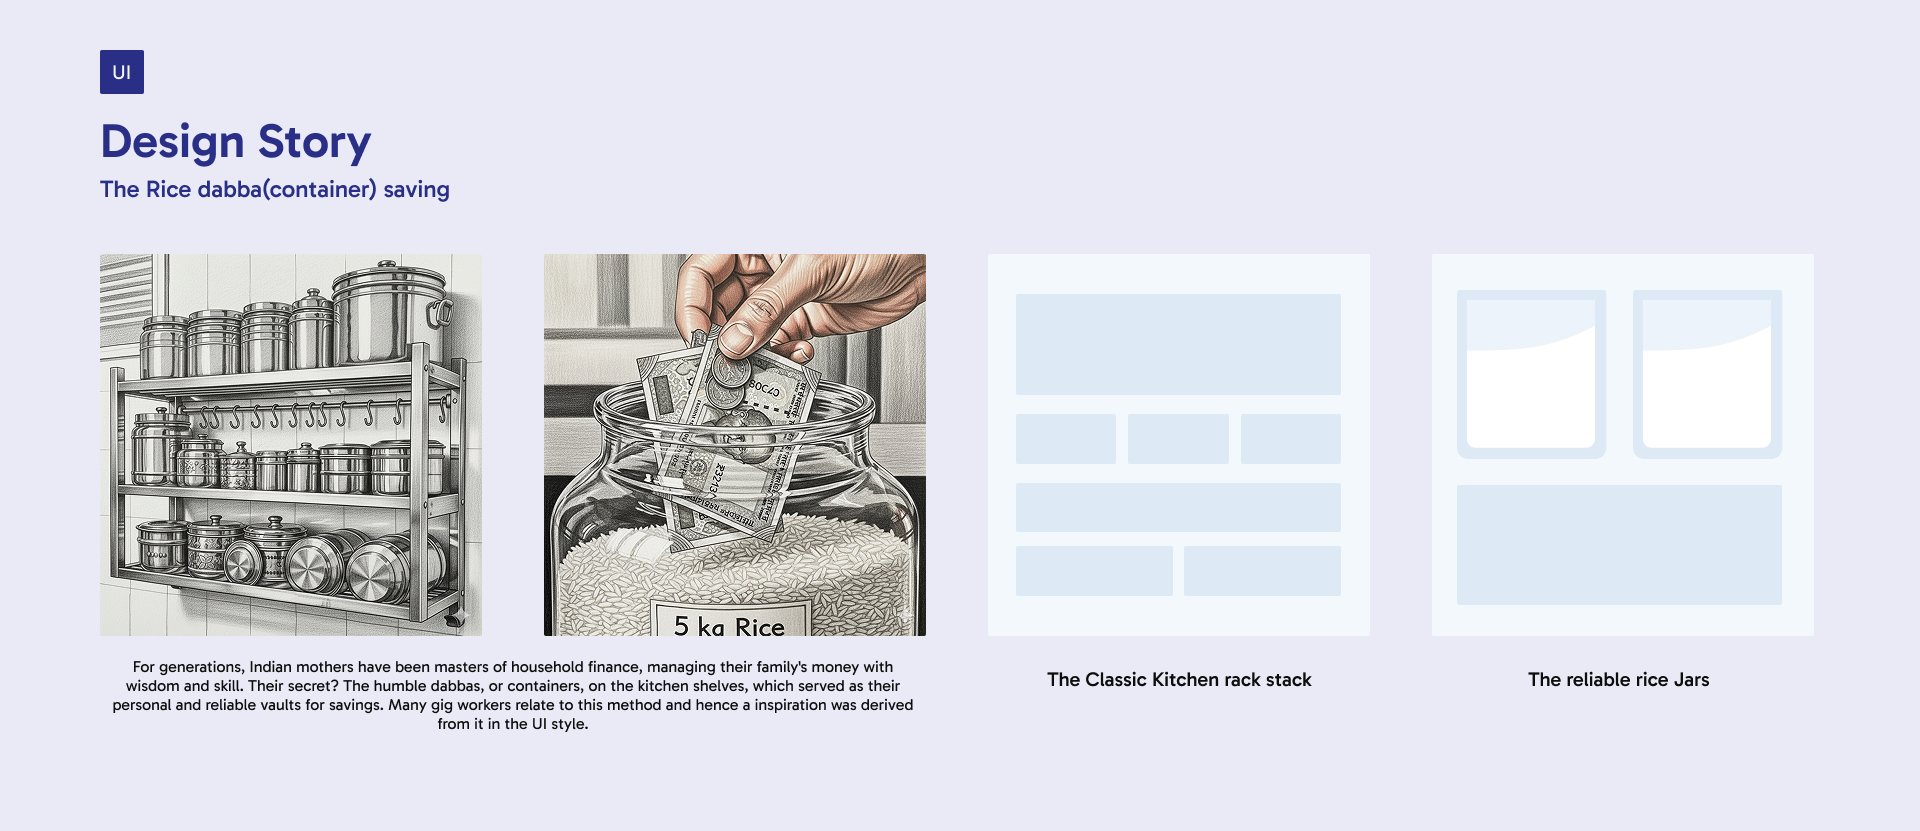 UI
Design Story
The Rice dabba(container) saving
5 kg Rice
For generations, Indian mothers have been masters of household finance, managing their family's money with
wisdom and skill. Their secret? The humble dabbas, or containers, on the kitchen shelves, which served as their
personal and reliable vaults for savings. Many gig workers relate to this method and hence a inspiration was derived
from it in the UI style.
The Classic Kitchen rack stack
The reliable rice Jars